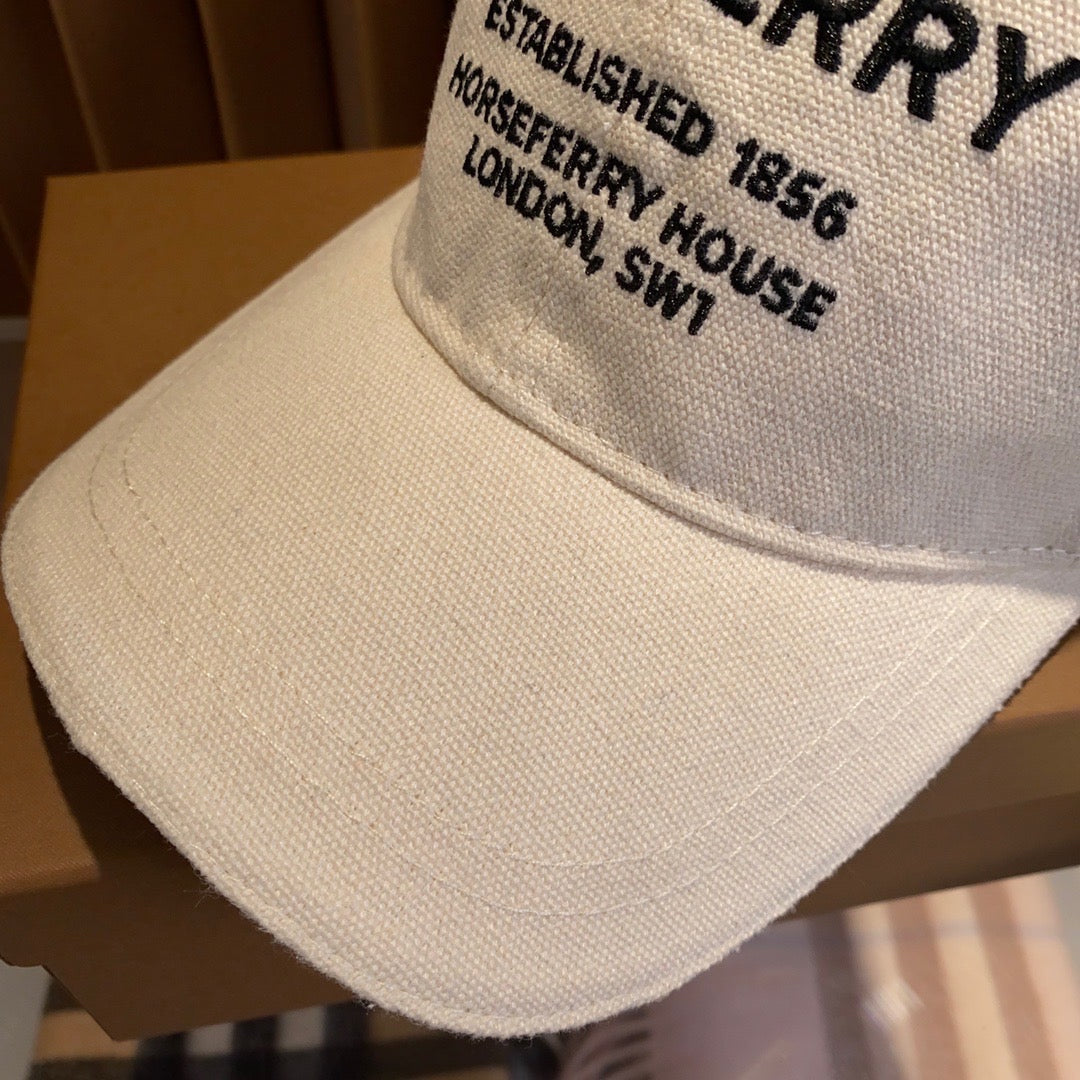 ERRY
ESTABLISHED 1856
HORSEFERRY HOUSE
LONDON, SW1